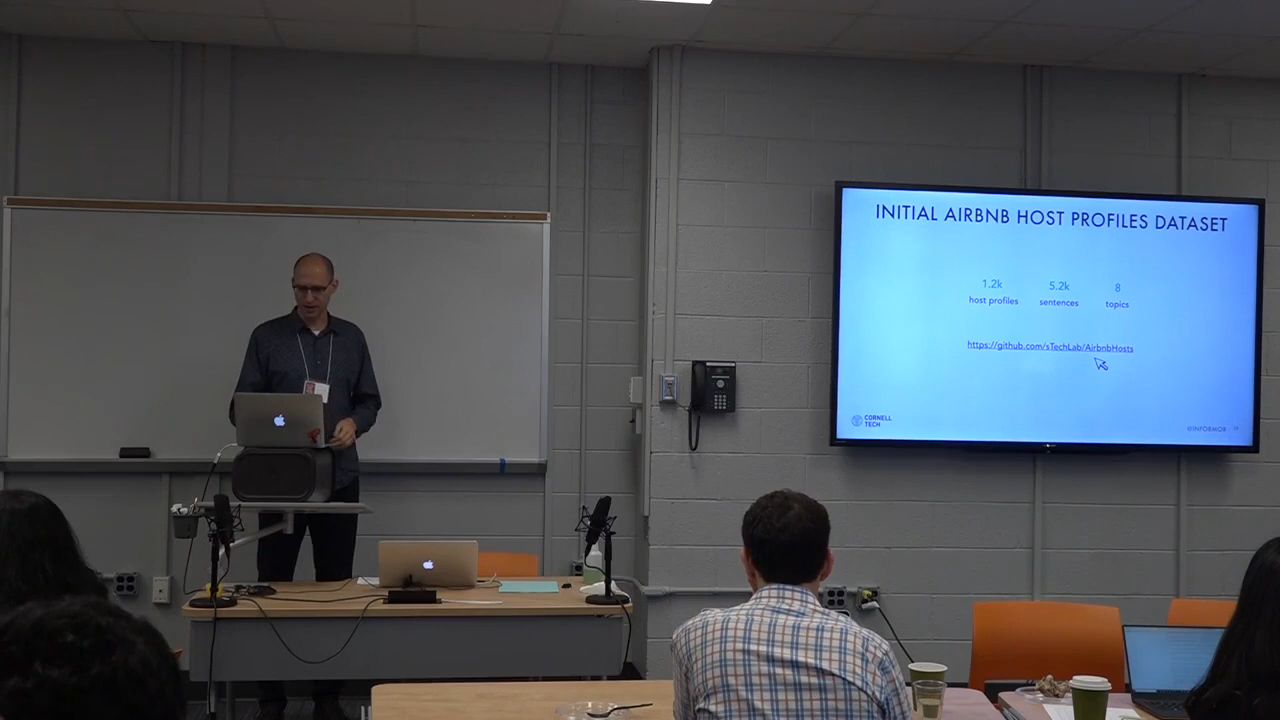 INITIAL AIRBNB HOST PROFILES DATASET
1.2k 5.2k 8
host profiles sentences topics
https://github.com/sTechLab/AirbnbHosts
CORNELL
TECH
@INFORMOR